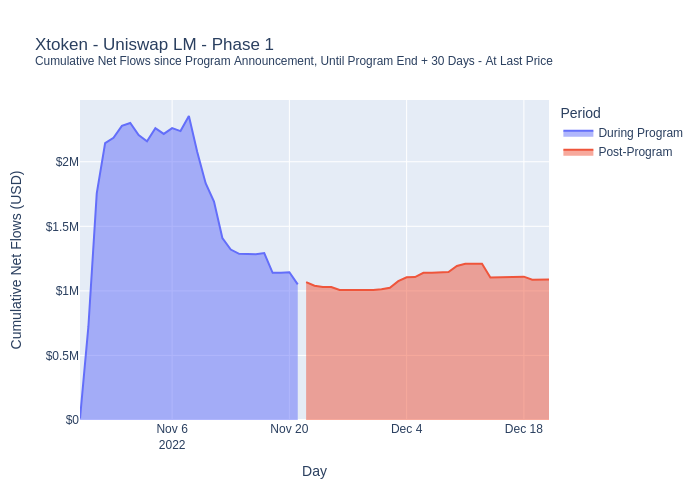 Xtoken - Uniswap LM - Phase 1
Cumulative Net Flows since Program Announcement, Until Program End + 30 Days - At Last Price
Period
During Program
Post-Program
Cumulative Net Flows (USD)
$2M
$1.5M
$1M
$0.5M
$0
Nov 6
2022
Nov 20
Dec 4
Dec 18
Day